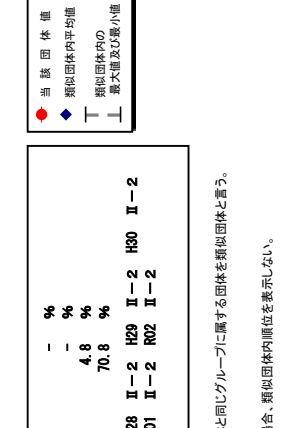 当 該 団 体 値
類似団体内平均値
類似団体内の
最大値及び最小値
- %
- %
4.8 %
70.8 %
28 Ⅱ－2 H29 Ⅱ－2 H30 Ⅱ－2
01 Ⅱ－2 R02 Ⅱ－2
と同じグループに属する団体を類似団体と言う。
場合、類似団体内順位を表示しない。